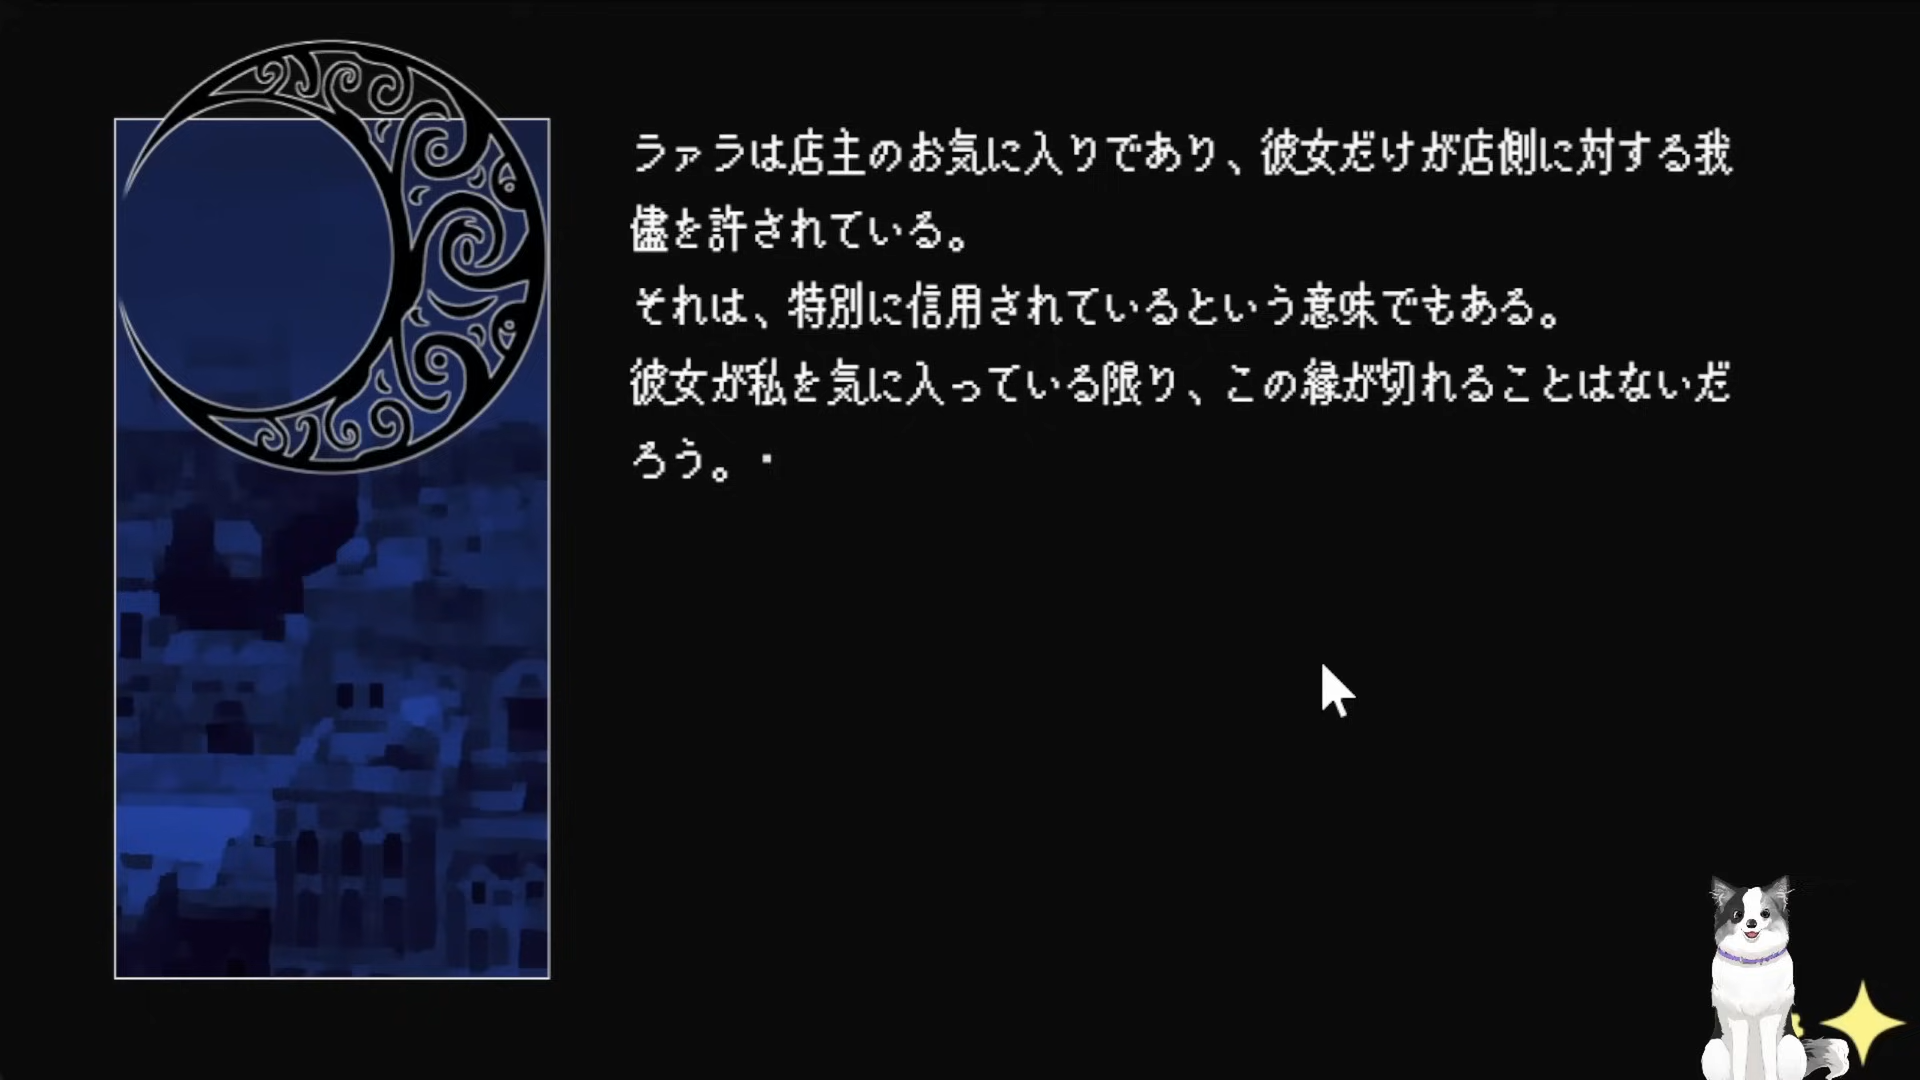 ラァラは店主のお気に入りであり、彼女だけが店側に対する我
儘を許されている。
それは、特別に信用されているという意味でもある。
彼女が私を気に入っている限り、この縁が切れることはないだ
ろう。